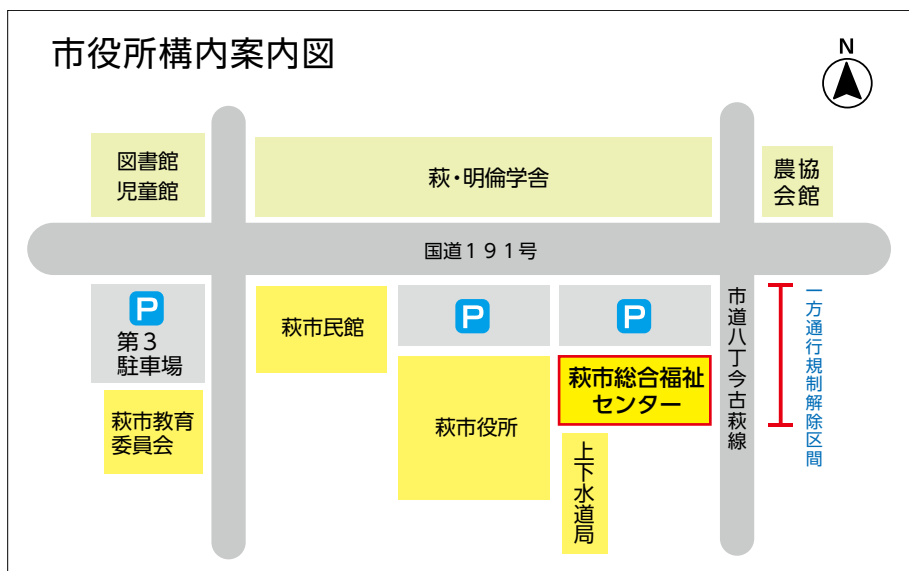 市役所構内案内図
N
図書館
児童館
萩・明倫学舎
農協
会館
国道191号
P
第3
駐車場
萩市民館
P
P
市道八丁今古萩線
一方通行規制解除区間
萩市教育
委員会
萩市役所
萩市総合福祉
センター
上下水道局